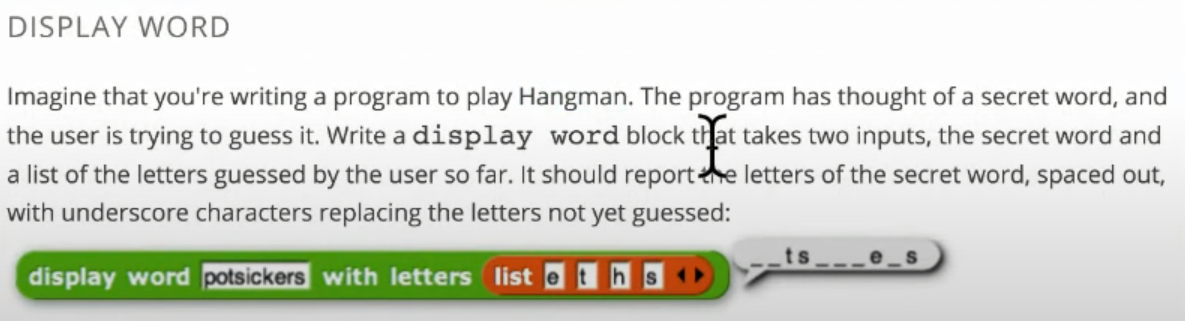 DISPLAY WORD
Imagine that you're writing a program to play Hangman. The program has thought of a secret word, and
the user is trying to guess it. Write a display word block that takes two inputs, the secret word and
a list of the letters guessed by the user so far. It should report the letters of the secret word, spaced out,
with underscore characters replacing the letters not yet guessed:
display word potsickers with letters list e t h s
_ _ t s _ _ _ e _ s